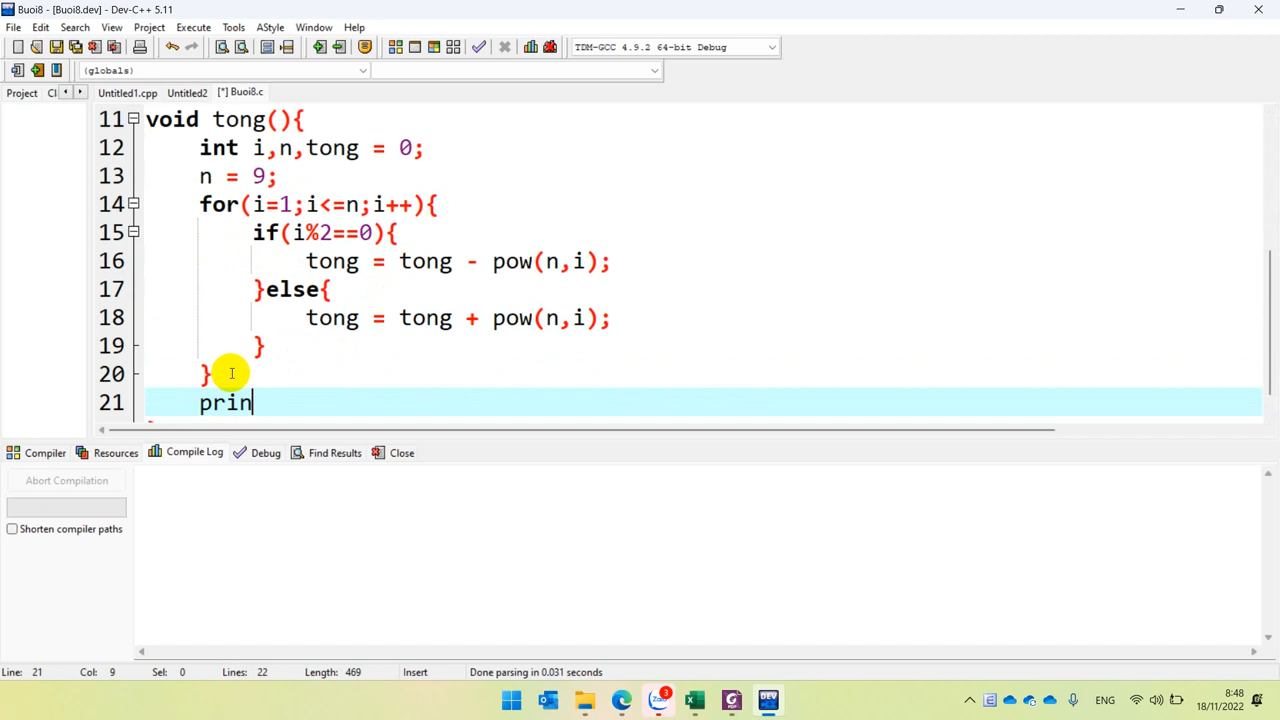 Buoi8 - [Buoi8.dev] - Dev-C++ 5.11
File Edit Search View Project Execute Tools AStyle Window Help
TDM-GCC 4.9.2 64-bit Debug
(globals)
Project Cl Untitled1.cpp Untitled2 [*] Buoi8.c
11 void tong(){
12 int i,n,tong = 0;
13 n = 9;
14 for(i=1;i<=n;i++){
15 if(i%2==0){
16 tong = tong - pow(n,i);
17 }else{
18 tong = tong + pow(n,i);
19 }
20 }
21 prin
Compiler Resources Compile Log Debug Find Results Close
Abort Compilation
Shorten compiler paths
Line: 21 Col: 9 Sel: 0 Lines: 22 Length: 469 Insert Done parsing in 0.031 seconds
Zalo 3 PDF DEV ENG 8:48
18/11/2022